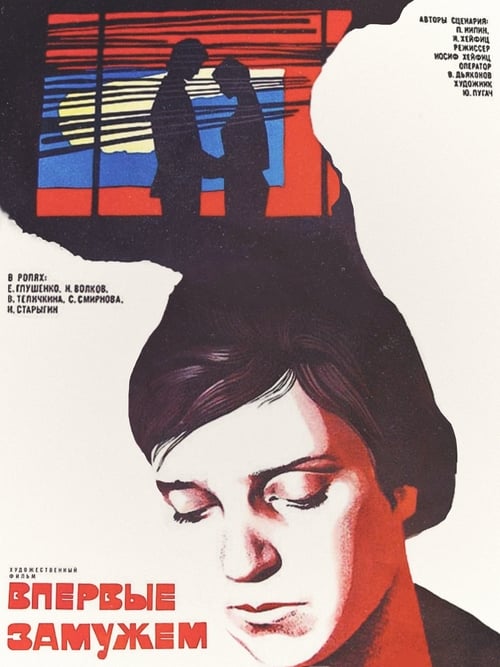 АВТОРЫ СЦЕНАРИЯ:
П. НИЛИН,
И. ХЕЙФИЦ
РЕЖИССЕР
ИОСИФ ХЕЙФИЦ
ОПЕРАТОР
В. ДЬЯКОНОВ
ХУДОЖНИК
Ю. ПУГАЧ
В РОЛЯХ:
Е. ГЛУШЕНКО, Н. ВОЛКОВ,
В. ТЕЛИЧКИНА, С. СМИРНОВА,
И. СТАРЫГИН
ХУДОЖЕСТВЕННЫЙ
ФИЛЬМ
ВПЕРВЫЕ
ЗАМУЖЕМ